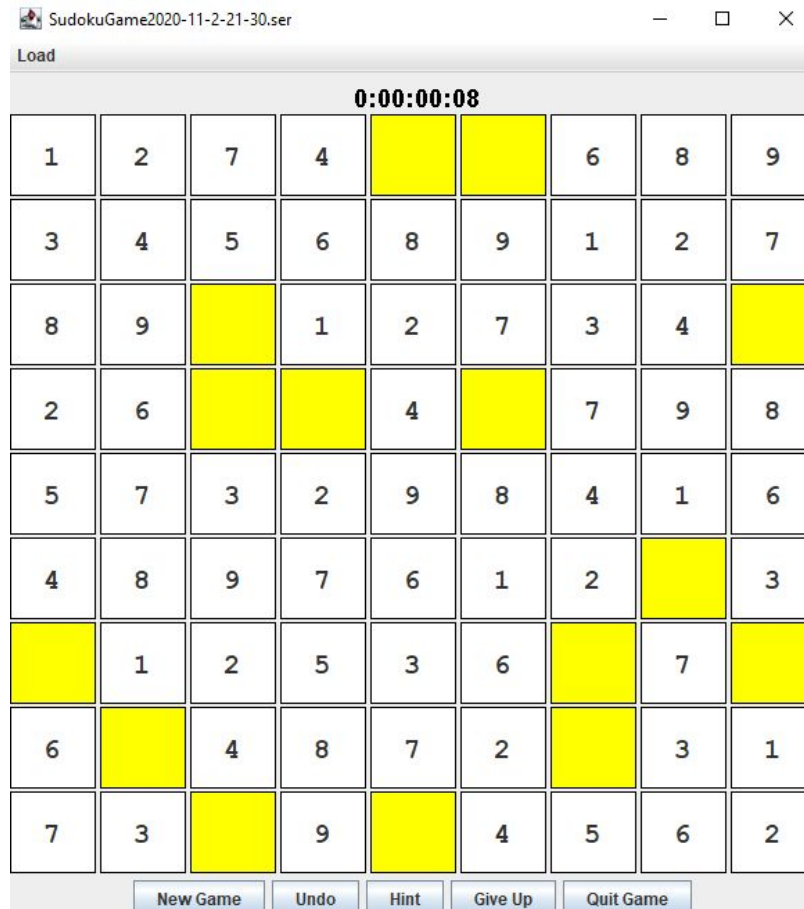 SudokuGame2020-11-2-21-30.ser
Load
0:00:00:08
1 2 7 4 6 8 9
3 4 5 6 8 9 1 2 7
8 9 1 2 7 3 4
2 6 4 7 9 8
5 7 3 2 9 8 4 1 6
4 8 9 7 6 1 2 3
1 2 5 3 6 7
6 4 8 7 2 3 1
7 3 9 4 5 6 2
New Game Undo Hint Give Up Quit Game